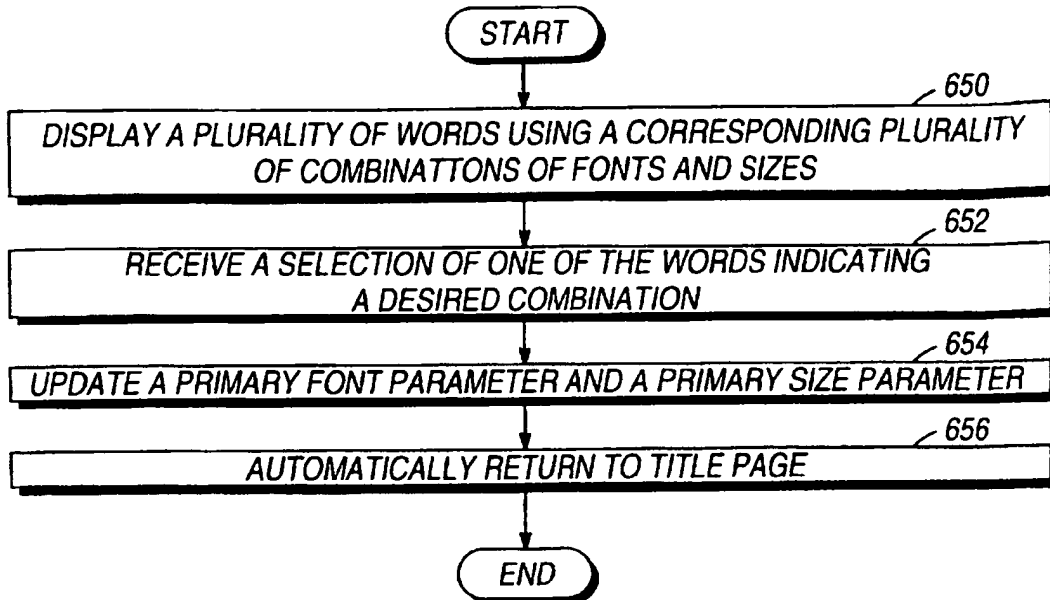 START
650
DISPLAY A PLURALITY OF WORDS USING A CORRESPONDING PLURALITY
OF COMBINATTONS OF FONTS AND SIZES
652
RECEIVE A SELECTION OF ONE OF THE WORDS INDICATING
A DESIRED COMBINATION
654
UPDATE A PRIMARY FONT PARAMETER AND A PRIMARY SIZE PARAMETER
656
AUTOMATICALLY RETURN TO TITLE PAGE
END